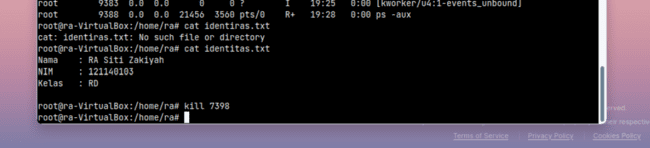 root 9383 0.0 0.0 0 0 ? I 19:25 0:00 [kworker/u4:1-events_unbound]
root 9388 0.0 0.0 21456 3560 pts/0 R+ 19:28 0:00 ps -aux
root@ra-VirtualBox:/home/ra# cat identiras.txt
cat: identiras.txt: No such file or directory
root@ra-VirtualBox:/home/ra# cat identitas.txt
Nama : RA Siti Zakiyah
NIM : 121140103
Kelas : RD
root@ra-VirtualBox:/home/ra# kill 7398
root@ra-VirtualBox:/home/ra#
Terms of Service | Privacy Policy | Cookies Policy